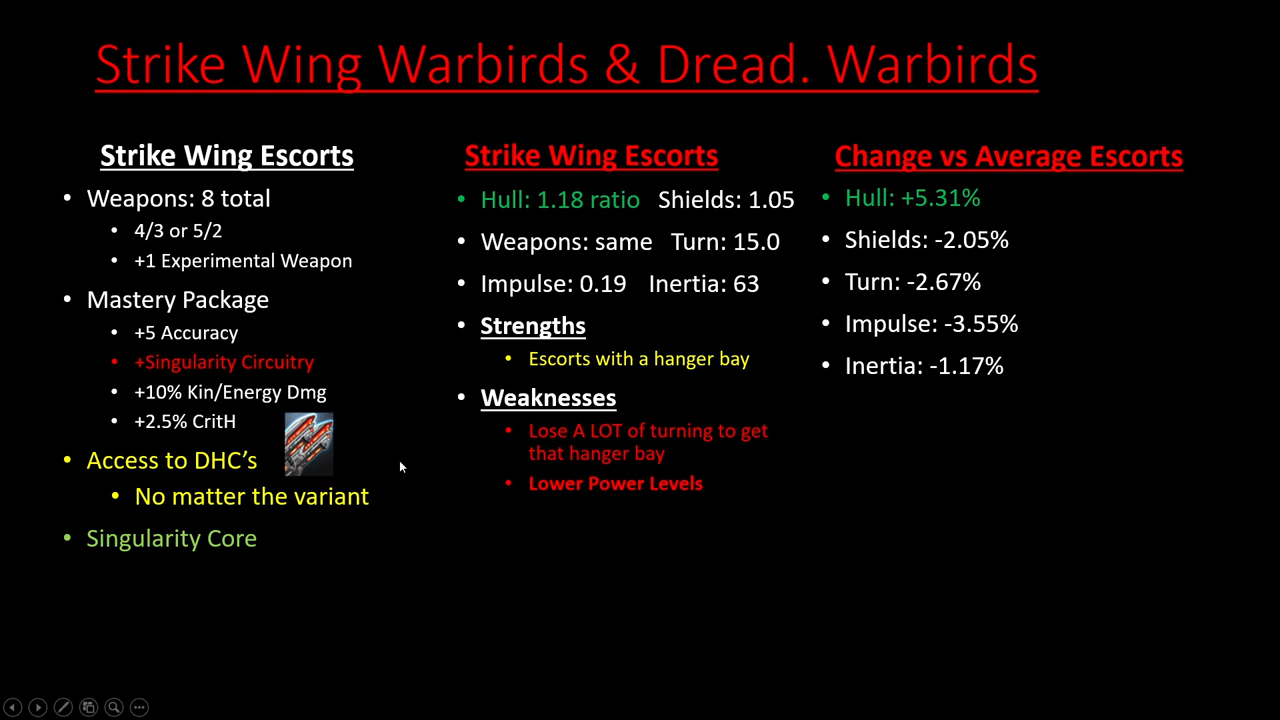 Strike Wing Warbirds & Dread. Warbirds
Strike Wing Escorts
• Weapons: 8 total
• 4/3 or 5/2
• +1 Experimental Weapon
• Mastery Package
• +5 Accuracy
• +Singularity Circuitry
• +10% Kin/Energy Dmg
• +2.5% CritH
• Access to DHC's
• No matter the variant
• Singularity Core
Strike Wing Escorts
• Hull: 1.18 ratio Shields: 1.05
• Weapons: same Turn: 15.0
• Impulse: 0.19 Inertia: 63
• Strengths
• Escorts with a hanger bay
• Weaknesses
• Lose A LOT of turning to get
that hanger bay
• Lower Power Levels
Change vs Average Escorts
• Hull: +5.31%
• Shields: -2.05%
• Turn: -2.67%
• Impulse: -3.55%
• Inertia: -1.17%